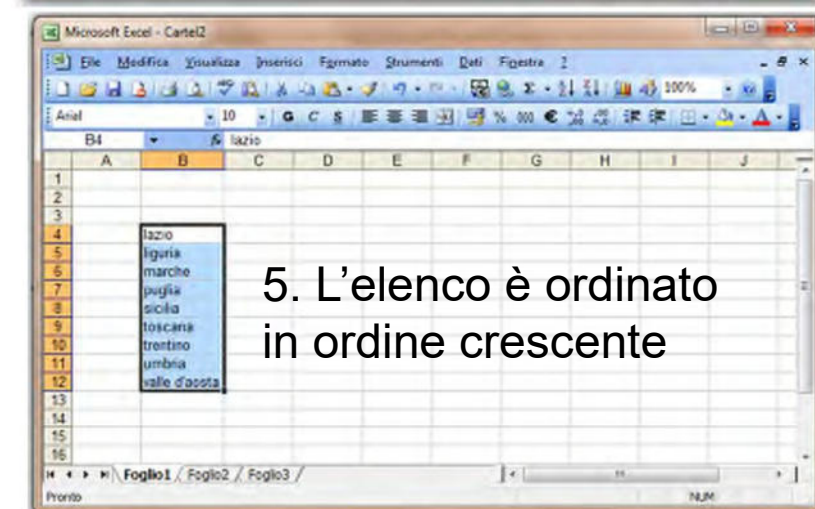 Microsoft Excel - Cartel2
File Modifica Visualizza Inserisci Formato Strumenti Dati Finestra ?
100%
Arial 10 G C S % 000 €
B4 fx lazio
A B C D E F G H I J
1
2
3
4 lazio
5 liguria
6 marche
7 puglia
8 sicilia
9 toscana
10 trentino
11 umbria
12 valle d'aosta
13
14
15
16
5. L'elenco è ordinato
in ordine crescente
Foglio1 / Foglio2 / Foglio3 /
Pronto NUM